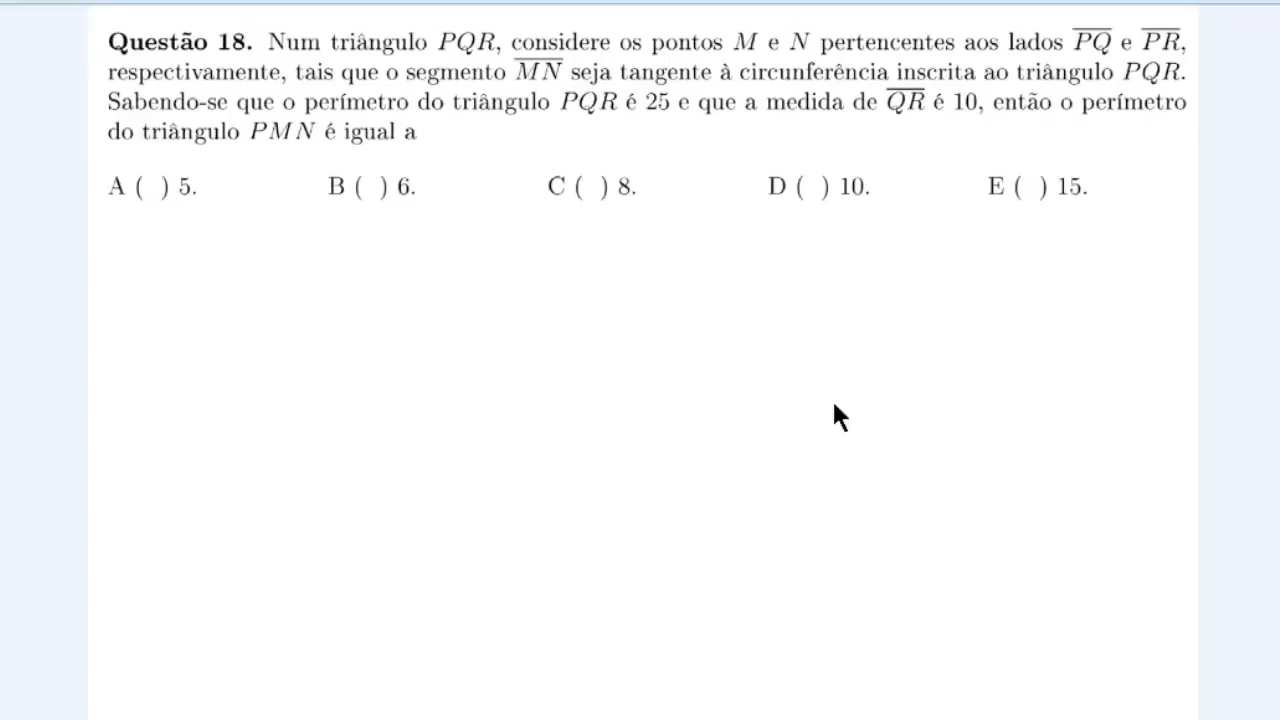 Questão 18. Num triângulo PQR, considere os pontos M e N pertencentes aos lados PQ e PR,
respectivamente, tais que o segmento MN seja tangente à circunferência inscrita ao triângulo PQR.
Sabendo-se que o perímetro do triângulo PQR é 25 e que a medida de QR é 10, então o perímetro
do triângulo PMN é igual a
A ( ) 5. B ( ) 6. C ( ) 8. D ( ) 10. E ( ) 15.